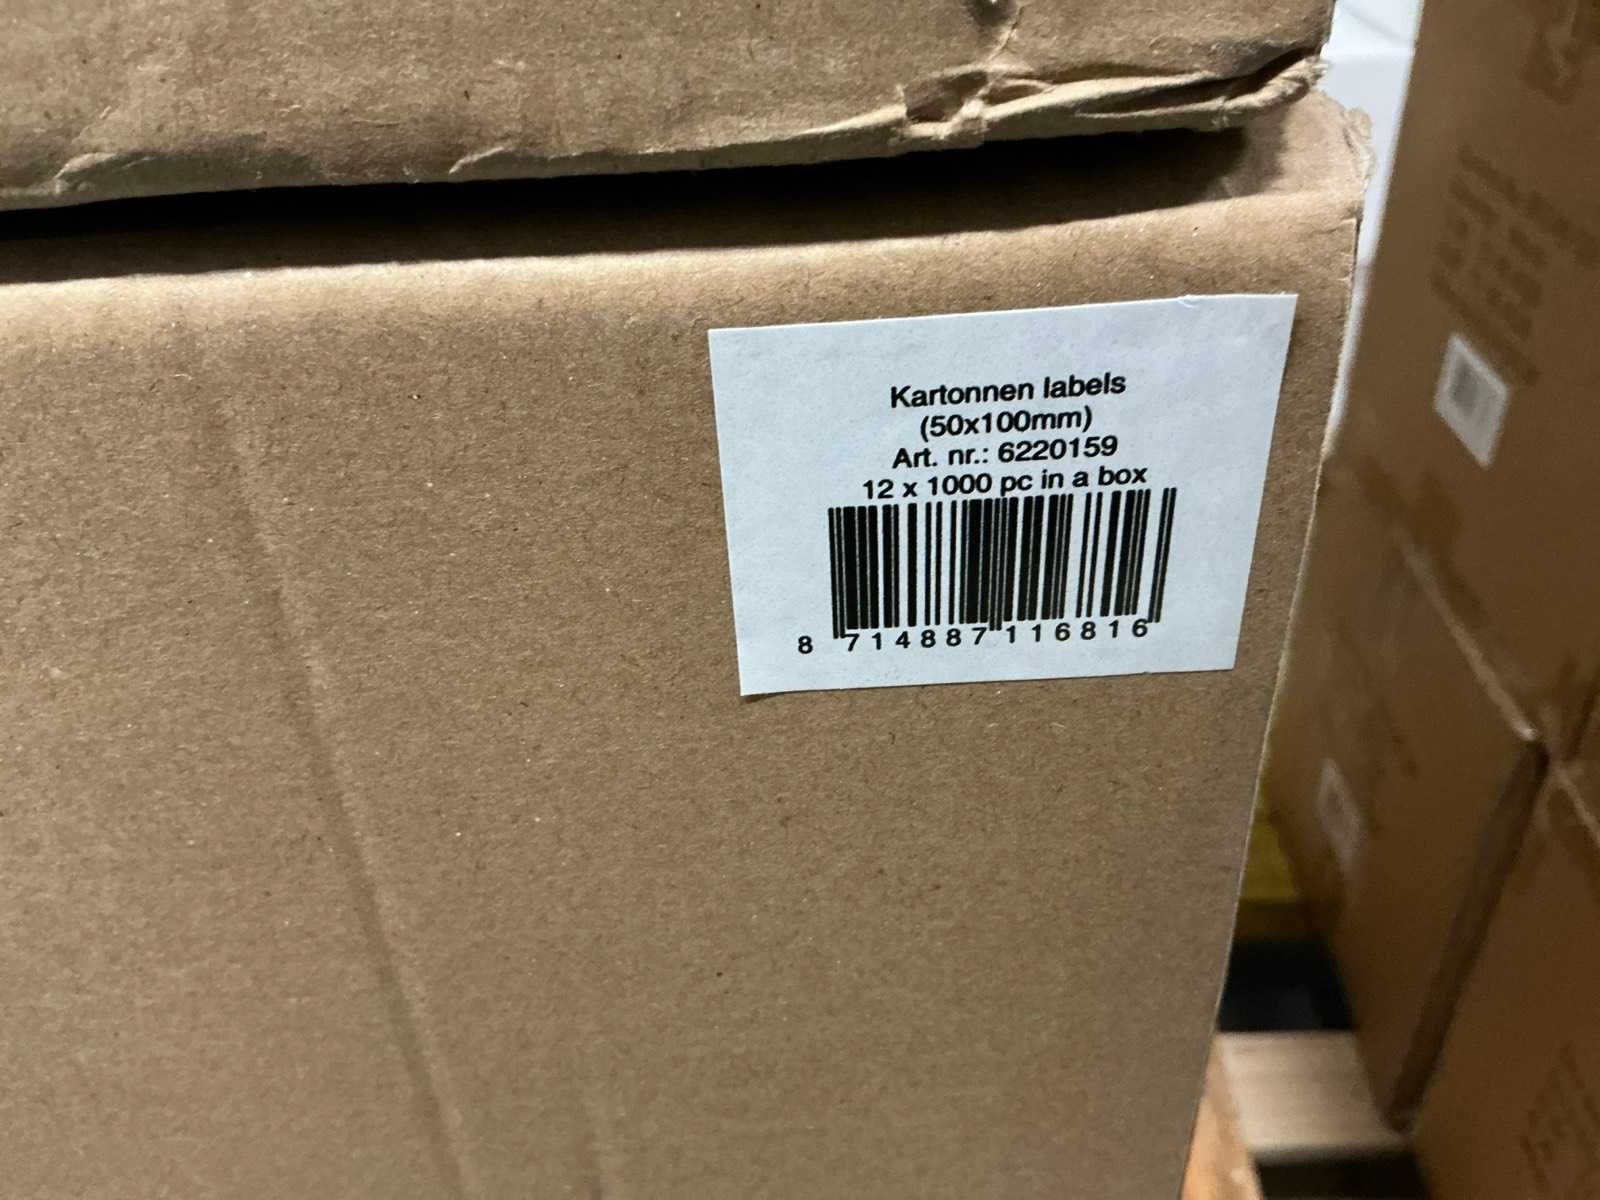 Kartonnen labels
(50x100mm)
Art. nr.: 6220159
12 x 1000 pc in a box
8 714887 116816